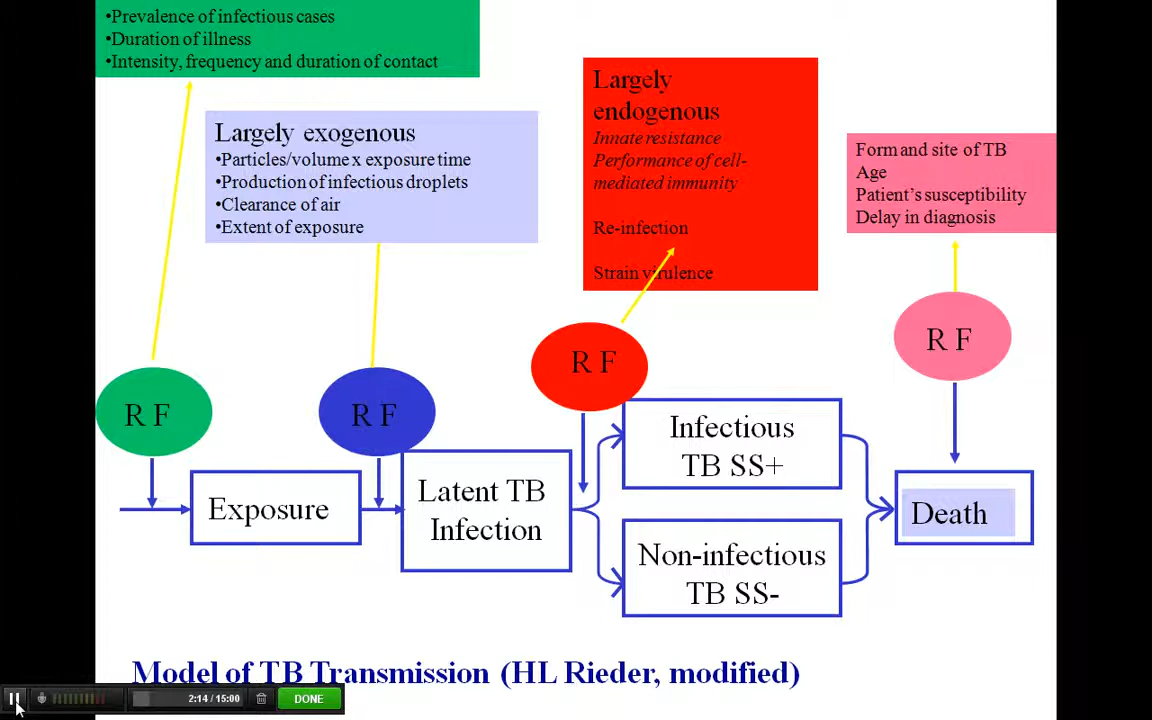 •Prevalence of infectious cases
•Duration of illness
•Intensity, frequency and duration of contact
Largely exogenous
•Particles/volume x exposure time
•Production of infectious droplets
•Clearance of air
•Extent of exposure
Largely
endogenous
Innate resistance
Performance of cell-
mediated immunity
Re-infection
Strain virulence
Form and site of TB
Age
Patient's susceptibility
Delay in diagnosis
R F
R F
R F
R F
Exposure
Latent TB
Infection
Infectious
TB SS+
Non-infectious
TB SS-
Death
Model of TB Transmission (HL Rieder, modified)
2:14 / 15:00
DONE